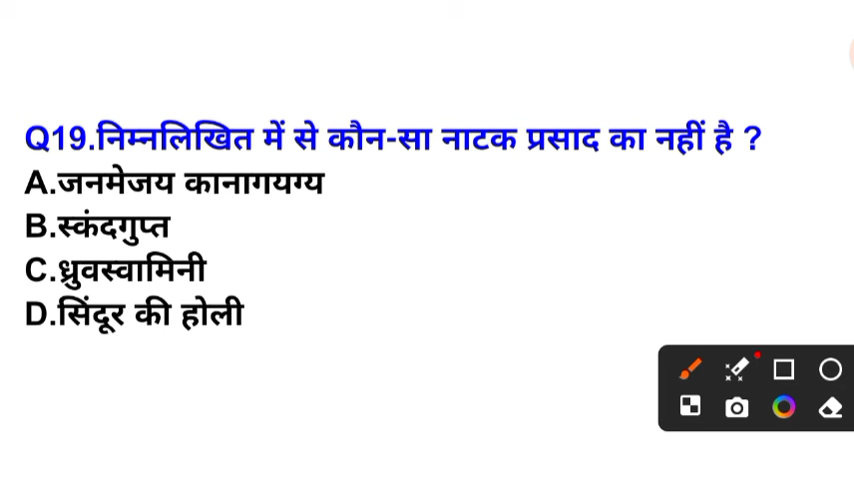 Q19.निम्नलिखित में से कौन-सा नाटक प्रसाद का नहीं है ?
A.जनमेजय कानागयग्य
B.स्कंदगुप्त
C.ध्रुवस्वामिनी
D.सिंदूर की होली